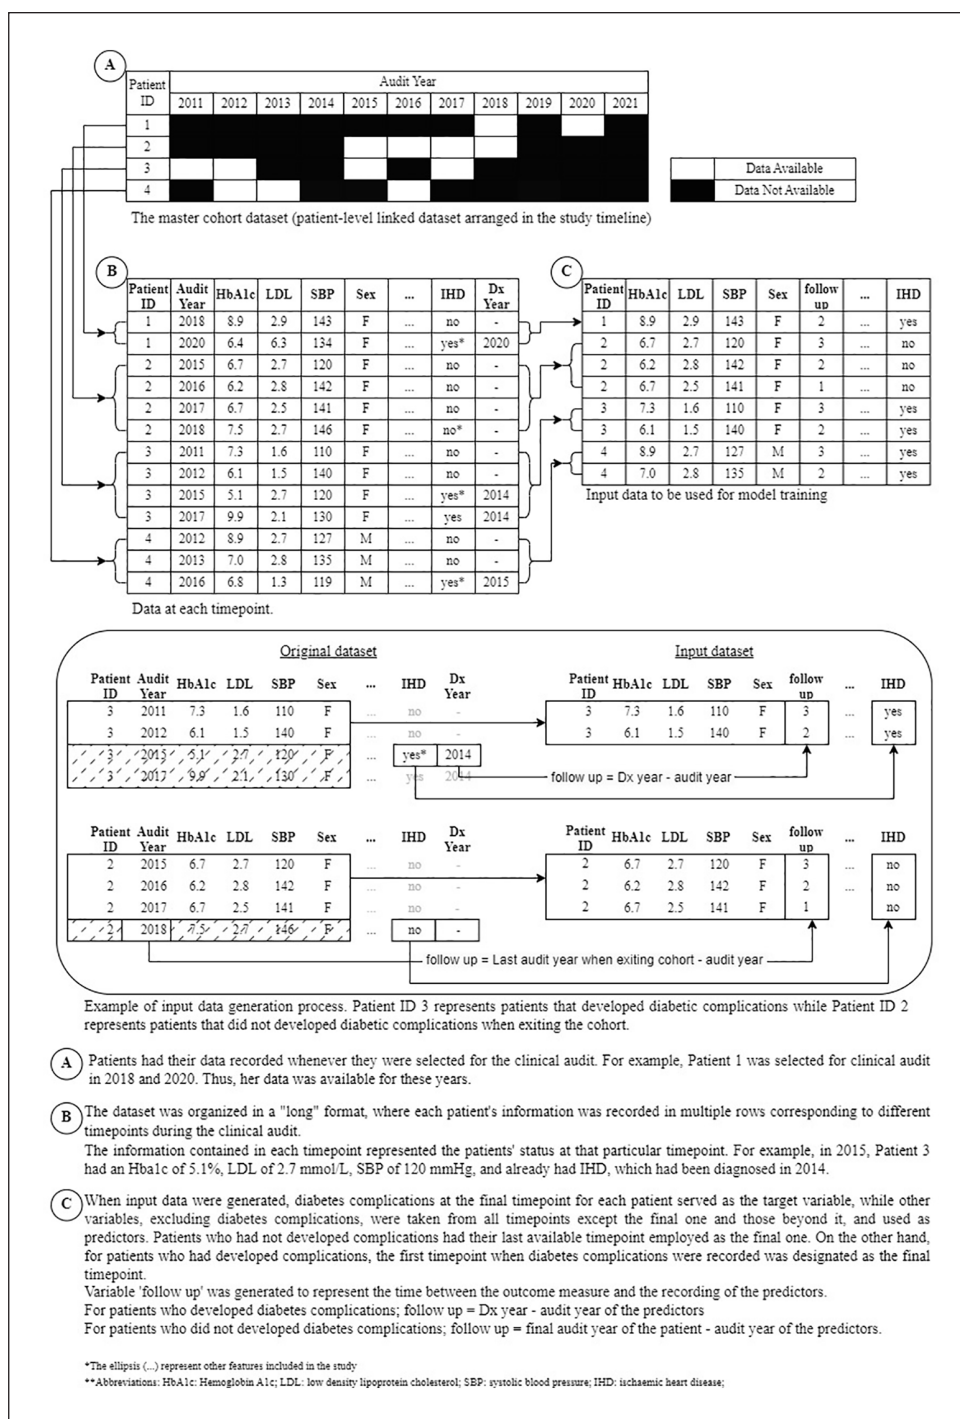 A
Patient ID Audit Year
2011 2012 2013 2014 2015 2016 2017 2018 2019 2020 2021
1
2
3
4
Data Available
Data Not Available
The master cohort dataset (patient-level linked dataset arranged in the study timeline)
B
Patient ID Audit Year HbA1c LDL SBP Sex ... IHD Dx Year
1 2018 8.9 2.9 143 F ... no -
1 2020 6.4 6.3 134 F ... yes* 2020
2 2015 6.7 2.7 120 F ... no -
2 2016 6.2 2.8 142 F ... no -
2 2017 6.7 2.5 141 F ... no -
2 2018 7.5 2.7 146 F ... no* -
3 2011 7.3 1.6 110 F ... no -
3 2012 6.1 1.5 140 F ... no -
3 2015 5.1 2.7 120 F ... yes* 2014
3 2017 9.9 2.1 130 F ... yes 2014
4 2012 8.9 2.7 127 M ... no -
4 2013 7.0 2.8 135 M ... no -
4 2016 6.8 1.3 119 M ... yes* 2015
Data at each timepoint.
C
Patient ID HbA1c LDL SBP Sex follow up ... IHD
1 8.9 2.9 143 F 2 ... yes
2 6.7 2.7 120 F 3 ... no
2 6.2 2.8 142 F 2 ... no
2 6.7 2.5 141 F 1 ... no
3 7.3 1.6 110 F 3 ... yes
3 6.1 1.5 140 F 2 ... yes
4 8.9 2.7 127 M 3 ... yes
4 7.0 2.8 135 M 2 ... yes
Input data to be used for model training
Original dataset
Patient ID Audit Year HbA1c LDL SBP Sex ... IHD Dx Year
3 2011 7.3 1.6 110 F ... no -
3 2012 6.1 1.5 140 F ... no -
3 2015 5.1 2.7 120 F ... yes* 2014
3 2017 9.9 2.1 130 F ... yes 2014
Input dataset
Patient ID HbA1c LDL SBP Sex follow up ... IHD
3 7.3 1.6 110 F 3 ... yes
3 6.1 1.5 140 F 2 ... yes
follow up = Dx year - audit year
Patient ID Audit Year HbA1c LDL SBP Sex ... IHD Dx Year
2 2015 6.7 2.7 120 F ... no -
2 2016 6.2 2.8 142 F ... no -
2 2017 6.7 2.5 141 F ... no -
2 2018 7.5 2.7 146 F ... no -
Patient ID HbA1c LDL SBP Sex follow up ... IHD
2 6.7 2.7 120 F 3 ... no
2 6.2 2.8 142 F 2 ... no
2 6.7 2.5 141 F 1 no
follow up = Last audit year when exiting cohort - audit year
Example of input data generation process. Patient ID 3 represents patients that developed diabetic complications while Patient ID 2
represents patients that did not developed diabetic complications when exiting the cohort.
A
Patients had their data recorded whenever they were selected for the clinical audit. For example, Patient 1 was selected for clinical audit
in 2018 and 2020. Thus, her data was available for these years.
B
The dataset was organized in a "long" format, where each patient's information was recorded in multiple rows corresponding to different
timepoints during the clinical audit.
The information contained in each timepoint represented the patients' status at that particular timepoint. For example, in 2015, Patient 3
had an Hba1c of 5.1%, LDL of 2.7 mmol/L, SBP of 120 mmHg, and already had IHD, which had been diagnosed in 2014.
C
When input data were generated, diabetes complications at the final timepoint for each patient served as the target variable, while other
variables, excluding diabetes complications, were taken from all timepoints except the final one and those beyond it, and used as
predictors. Patients who had not developed complications had their last available timepoint employed as the final one. On the other hand,
for patients who had developed complications, the first timepoint when diabetes complications were recorded was designated as the final
timepoint.
Variable 'follow up' was generated to represent the time between the outcome measure and the recording of the predictors.
For patients who developed diabetes complications; follow up = Dx year - audit year of the predictors
For patients who did not developed diabetes complications; follow up = final audit year of the patient - audit year of the predictors.
*The ellipsis (...) represent other features included in the study
**Abbreviations: HbA1c: Hemoglobin A1c; LDL: low density lipoprotein cholesterol; SBP: systolic blood pressure; IHD: ischaemic heart disease;